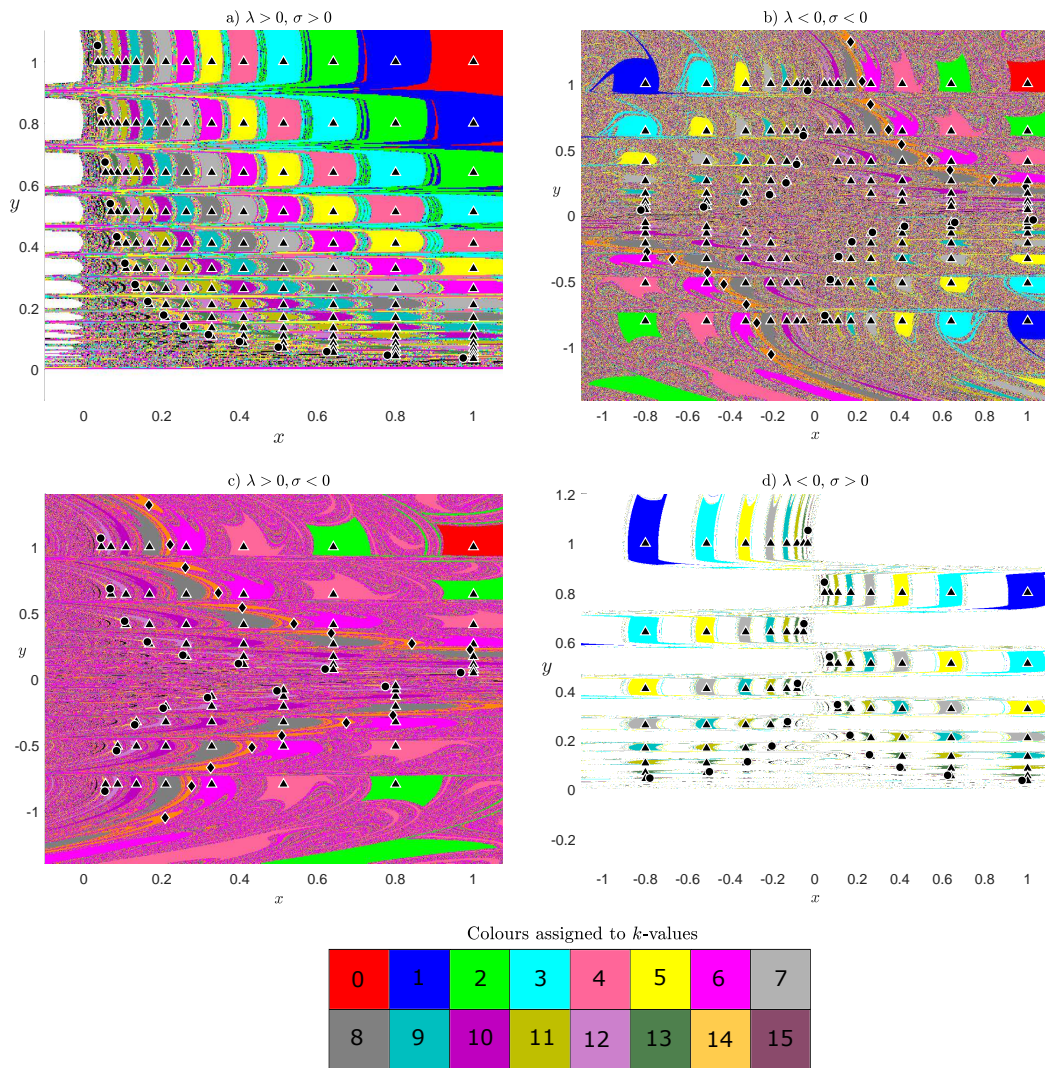 a) λ > 0, σ > 0
1
0.8
0.6
y
0.4
0.2
0
0 0.2 0.4 0.6 0.8 1
x
b) λ < 0, σ < 0
1
0.5
y
0
-0.5
-1
-1 -0.8 -0.6 -0.4 -0.2 0 0.2 0.4 0.6 0.8 1
x
c) λ > 0, σ < 0
1
0.5
y
0
-0.5
-1
0 0.2 0.4 0.6 0.8 1
x
d) λ < 0, σ > 0
1.2
1
0.8
0.6
y
0.4
0.2
0
-0.2
-1 -0.8 -0.6 -0.4 -0.2 0 0.2 0.4 0.6 0.8 1
x
Colours assigned to k-values
0 1 2 3 4 5 6 7
8 9 10 11 12 13 14 15